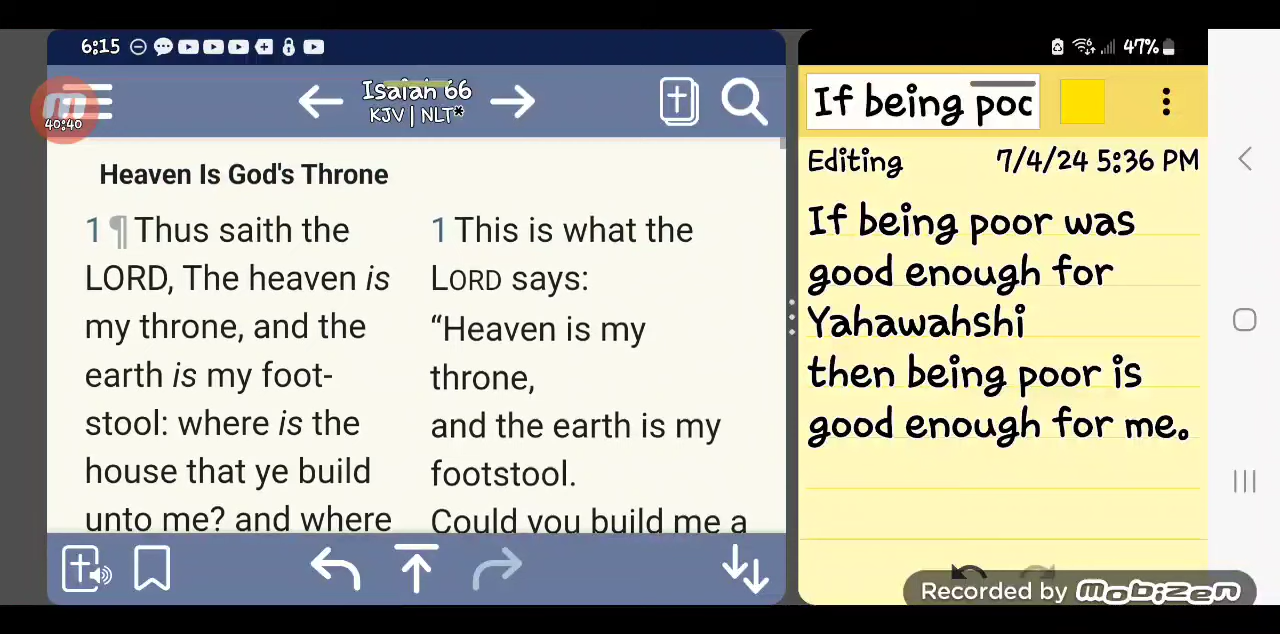 6:15
47%
40:40
Isaiah 66
KJV | NLT*
Heaven Is God's Throne
1 ¶ Thus saith the
LORD, The heaven is
my throne, and the
earth is my foot-
stool: where is the
house that ye build
unto me? and where
1 This is what the
LORD says:
“Heaven is my
throne,
and the earth is my
footstool.
Could you build me a
If being poo
Editing 7/4/24 5:36 PM
If being poor was
good enough for
Yahawahshi
then being poor is
good enough for me.
Recorded by mobizen